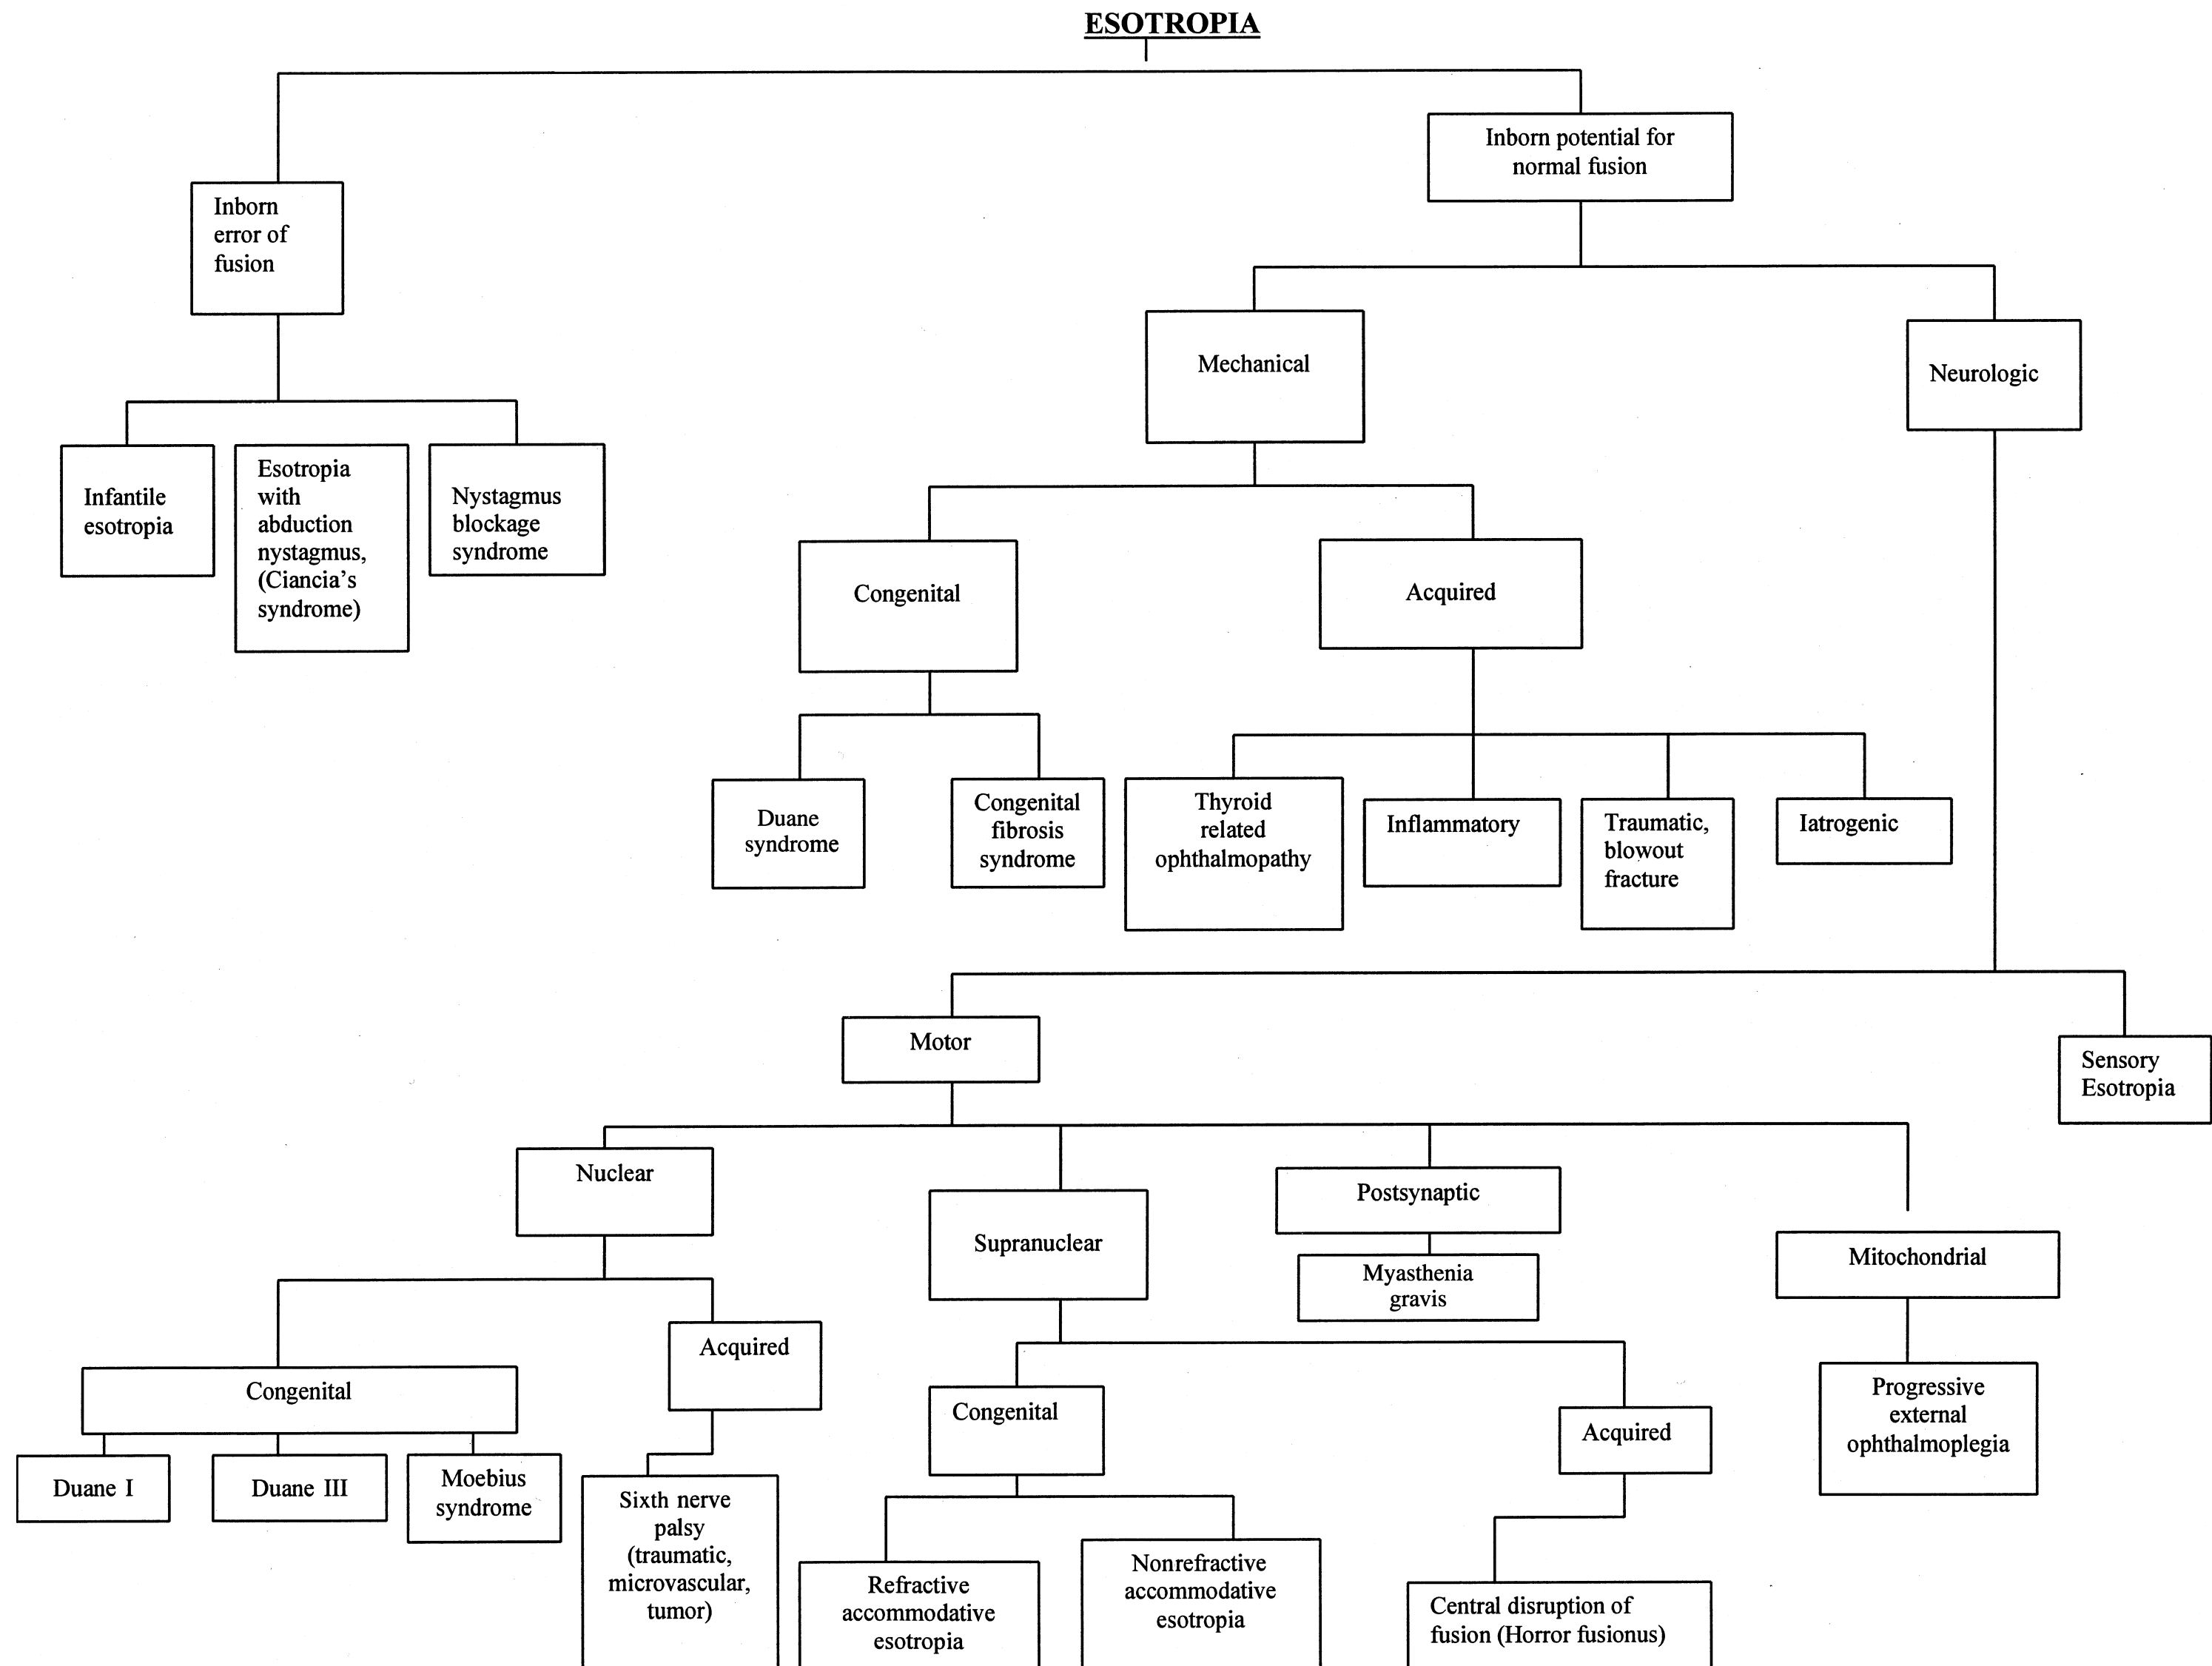 ESOTROPIA
Inborn potential for
normal fusion
Inborn
error of
fusion
Mechanical
Neurologic
Infantile
esotropia
Esotropia
with
abduction
nystagmus,
(Ciancia's
syndrome)
Nystagmus
blockage
syndrome
Congenital
Acquired
Duane
syndrome
Congenital
fibrosis
syndrome
Thyroid
related
ophthalmopathy
Inflammatory
Traumatic,
blowout
fracture
Iatrogenic
Motor
Sensory
Esotropia
Nuclear
Supranuclear
Postsynaptic
Myasthenia
gravis
Mitochondrial
Acquired
Congenital
Congenital
Acquired
Progressive
external
ophthalmoplegia
Duane I
Duane III
Moebius
syndrome
Sixth nerve
palsy
(traumatic,
microvascular,
tumor)
Refractive
accommodative
esotropia
Nonrefractive
accommodative
esotropia
Central disruption of
fusion (Horror fusionus)